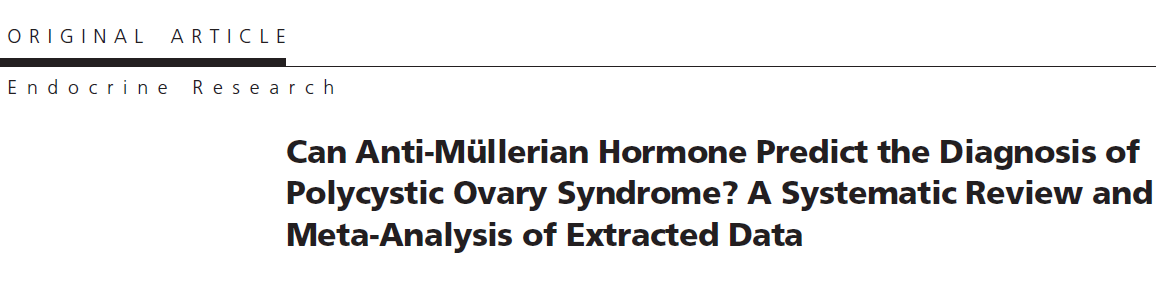 ORIGINAL ARTICLE
Endocrine Research
Can Anti-Müllerian Hormone Predict the Diagnosis of
Polycystic Ovary Syndrome? A Systematic Review and
Meta-Analysis of Extracted Data